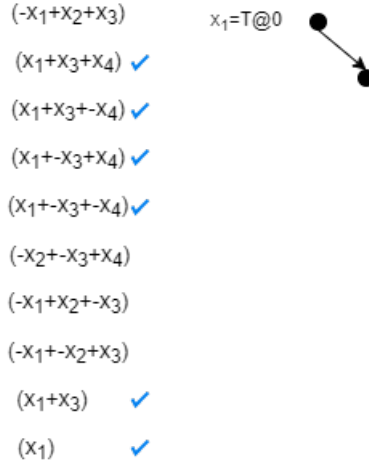 (-x₁+x₂+x₃)
x₁=T@0
(x₁+x₃+x₄) ✓
(x₁+x₃+-x₄) ✓
(x₁+-x₃+x₄) ✓
(x₁+-x₃+-x₄) ✓
(-x₂+-x₃+x₄)
(-x₁+x₂+-x₃)
(-x₁+-x₂+x₃)
(x₁+x₃) ✓
(x₁) ✓